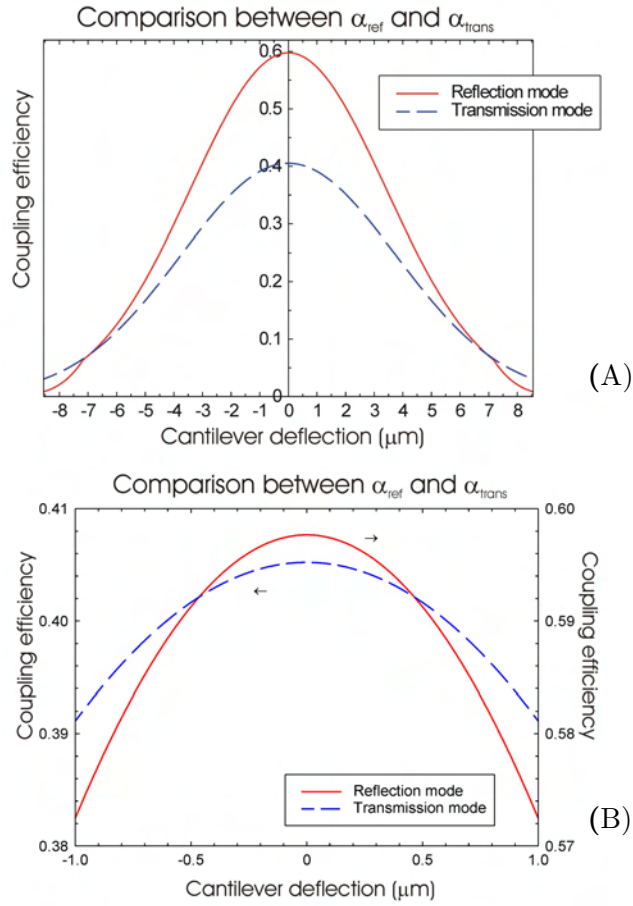 Comparison between αref and αtrans
Coupling efficiency
0.6
0.5
0.4
0.3
0.2
0.1
0
Reflection mode
Transmission mode
-8 -7 -6 -5 -4 -3 -2 -1 0 1 2 3 4 5 6 7 8
Cantilever deflection (μm)
(A)
Comparison between αref and αtrans
Coupling efficiency
0.41
0.40
0.39
0.38
0.60
0.59
0.58
0.57
Coupling efficiency
→
←
Reflection mode
Transmission mode
-1.0 -0.5 0 0.5 1.0
Cantilever deflection (μm)
(B)